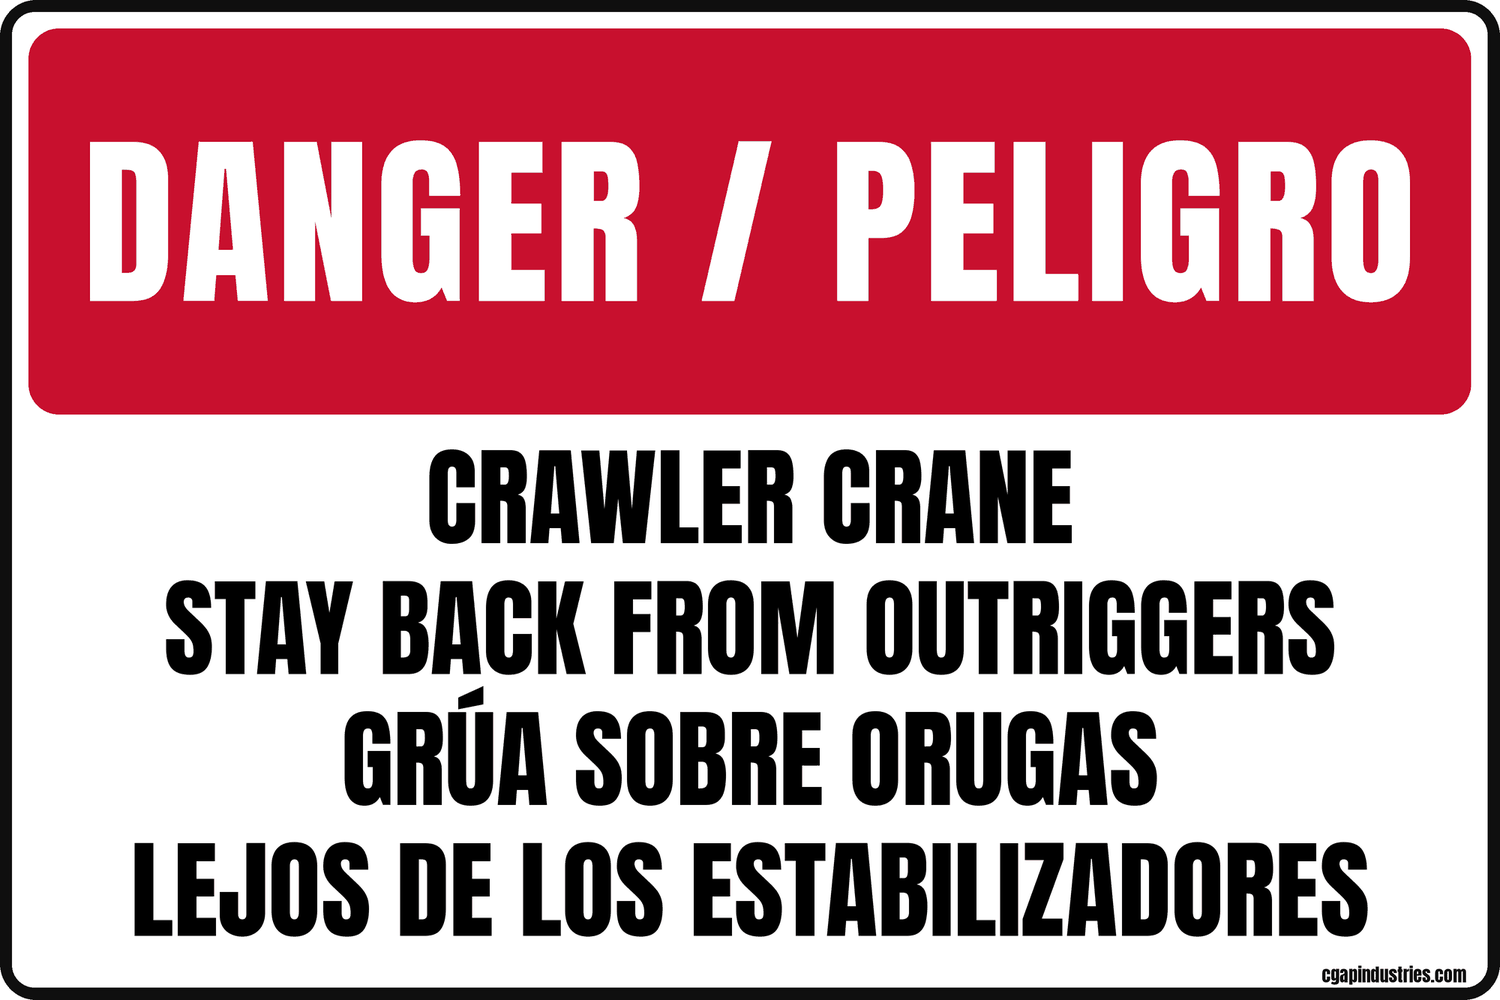 DANGER / PELIGRO
CRAWLER CRANE
STAY BACK FROM OUTRIGGERS
GRÚA SOBRE ORUGAS
LEJOS DE LOS ESTABILIZADORES
cgapindustries.com